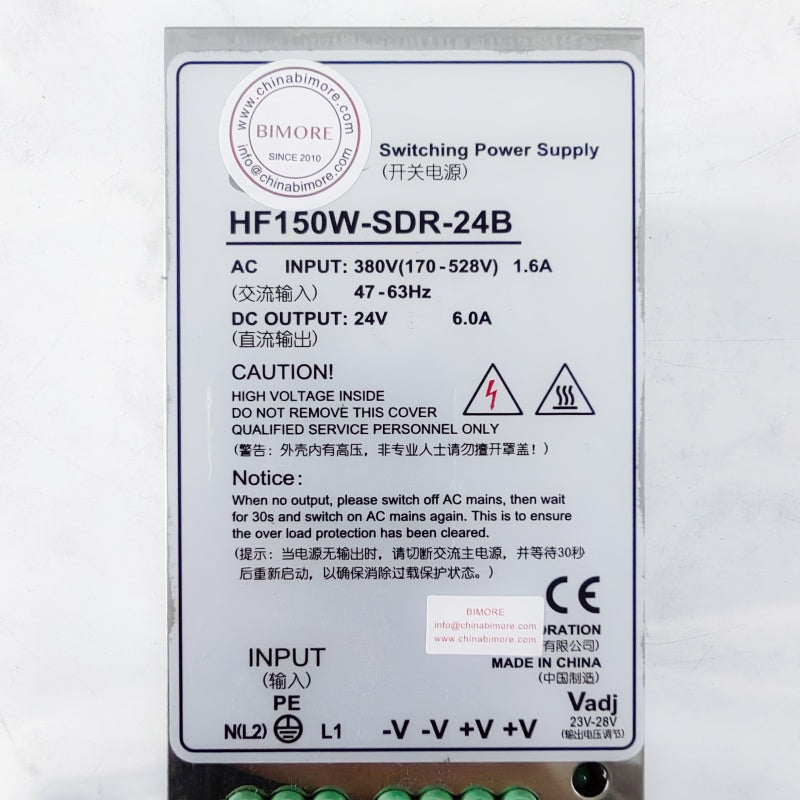 www.chinabimore.com
BIMORE
SINCE 2010
info@chinabimore.com
Switching Power Supply
(开关电源)
HF150W-SDR-24B
AC INPUT: 380V(170-528V) 1.6A
(交流输入) 47-63Hz
DC OUTPUT: 24V 6.0A
(直流输出)
CAUTION!
HIGH VOLTAGE INSIDE
DO NOT REMOVE THIS COVER
QUALIFIED SERVICE PERSONNEL ONLY
(警告：外壳内有高压，非专业人士请勿擅开罩盖！)
Notice:
When no output, please switch off AC mains, then wait
for 30s and switch on AC mains again. This is to ensure
the over load protection has been cleared.
(提示：当电源无输出时，请切断交流主电源，并等待30秒
后重新启动，以确保消除过载保护状态。)
CE
BIMORE
info@chinabimore.com
www.chinabimore.com
ORATION
有限公司)
MADE IN CHINA
(中国制造)
INPUT
(输入)
PE
N(L2) L1 -V -V +V +V
Vadj
23V-28V
(输出电压调节)